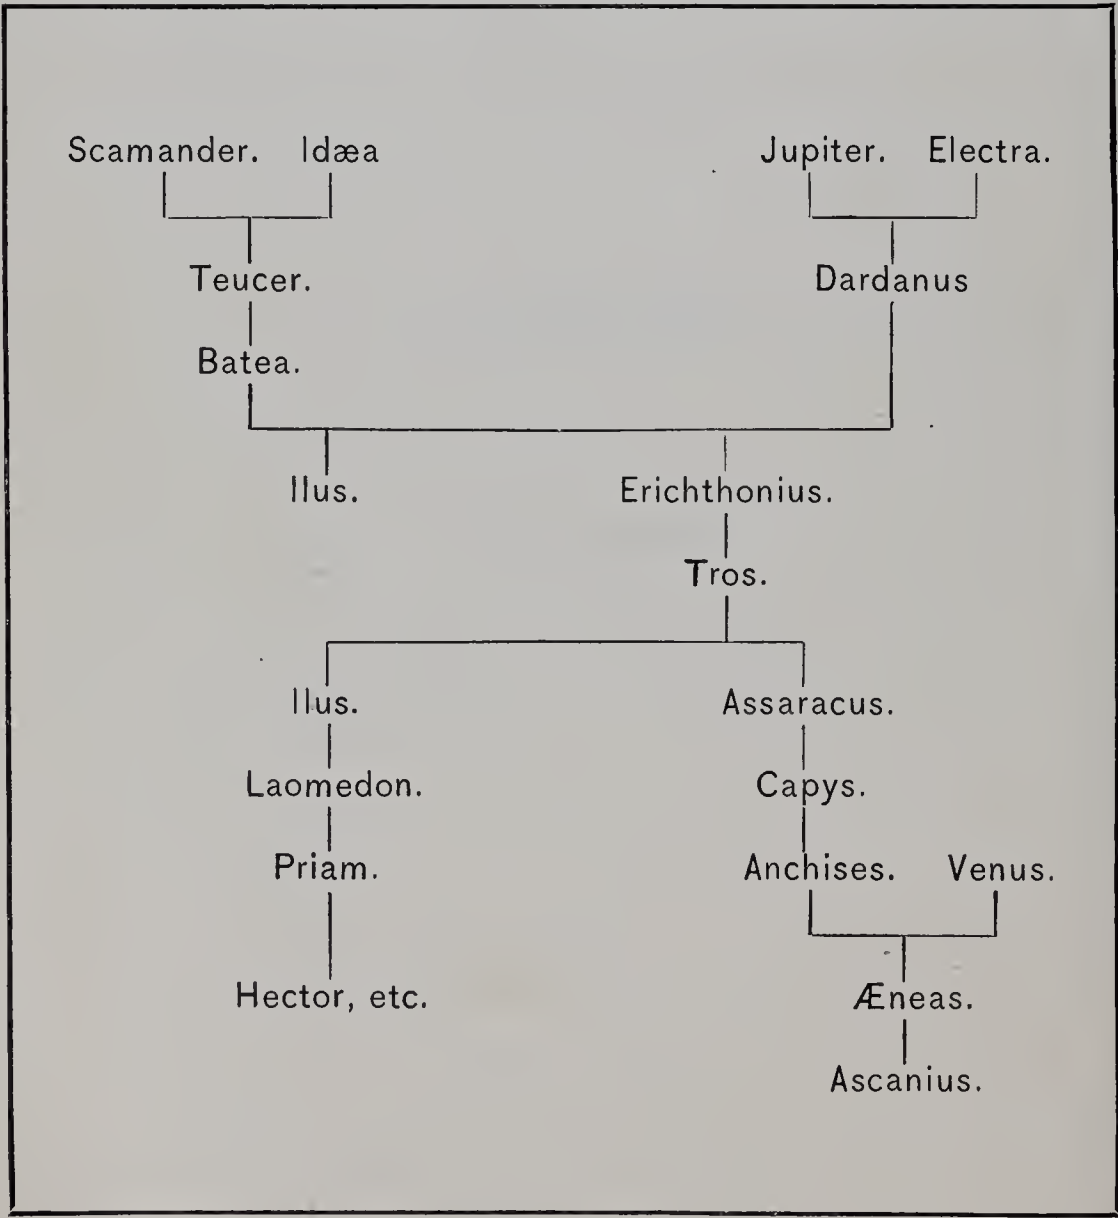 Scamander. Idæa Jupiter. Electra.
Teucer. Dardanus
Batea.
Ilus. Erichthonius.
Tros.
Ilus. Assaracus.
Laomedon. Capys.
Priam. Anchises. Venus.
Hector, etc. Æneas.
Ascanius.